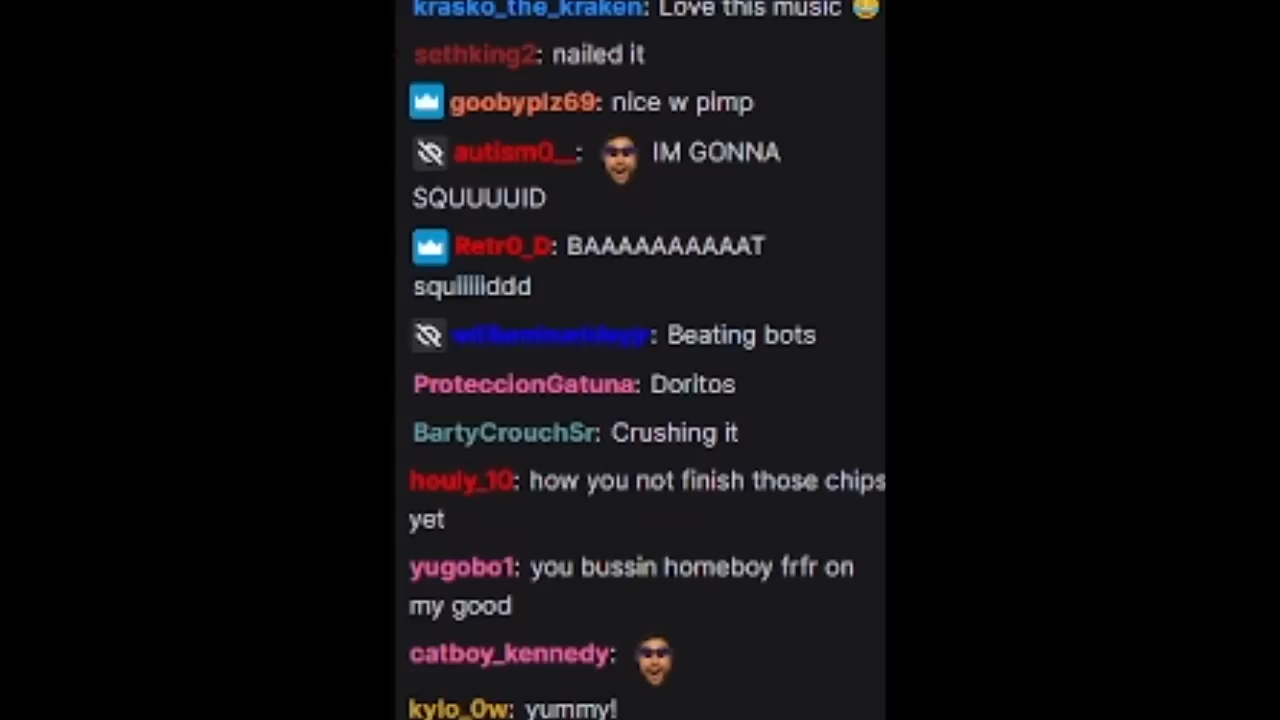 krasko_the_kraken: Love this music 😂
sethking2: nailed it
goobyplz69: nice w pimp
autism0__: IM GONNA
SQUUUUID
Retr0_D: BAAAAAAAAAAT
squiiiiiddd
: Beating bots
ProteccionGatuna: Doritos
BartyCrouchSr: Crushing it
houly_10: how you not finish those chips
yet
yugobo1: you bussin homeboy frfr on
my good
catboy_kennedy:
kylo_0w: yummy!